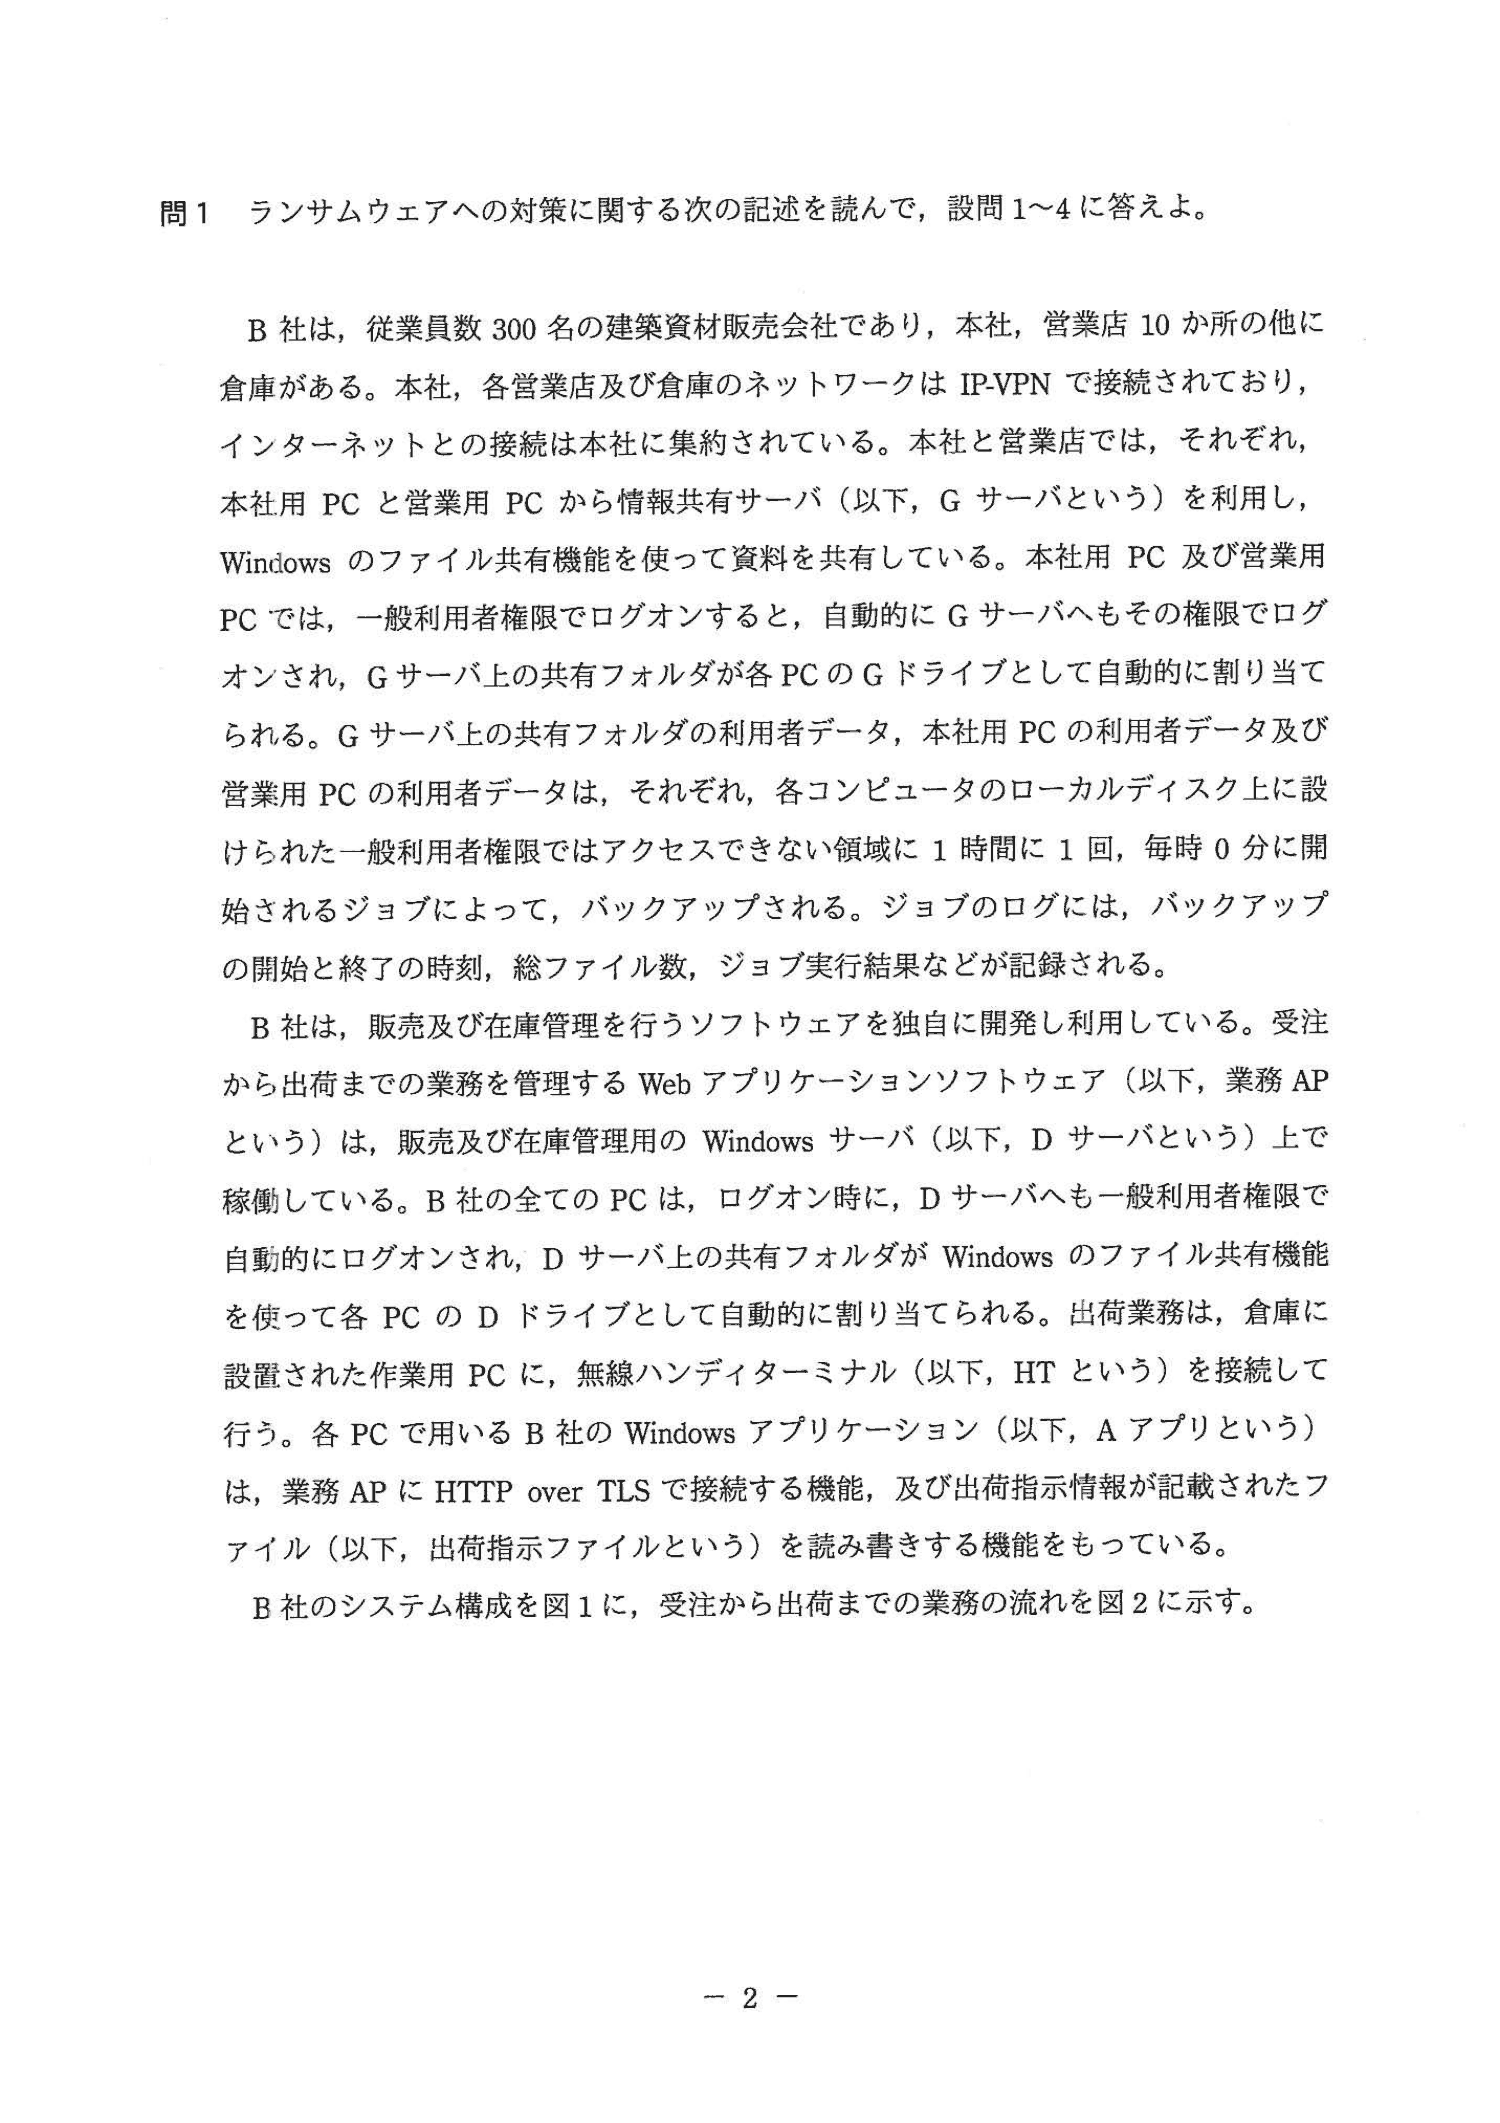 問1　ランサムウェアへの対策に関する次の記述を読んで，設問1～4に答えよ。
B社は，従業員数300名の建築資材販売会社であり，本社，営業店10か所の他に
倉庫がある。本社，各営業店及び倉庫のネットワークはIP-VPNで接続されており，
インターネットとの接続は本社に集約されている。本社と営業店では，それぞれ，
本社用PCと営業用PCから情報共有サーバ（以下，Gサーバという）を利用し，
Windowsのファイル共有機能を使って資料を共有している。本社用PC及び営業用
PCでは，一般利用者権限でログオンすると，自動的にGサーバへもその権限でログ
オンされ，Gサーバ上の共有フォルダが各PCのGドライブとして自動的に割り当て
られる。Gサーバ上の共有フォルダの利用者データ，本社用PCの利用者データ及び
営業用PCの利用者データは，それぞれ，各コンピュータのローカルディスク上に設
けられた一般利用者権限ではアクセスできない領域に1時間に1回，毎時0分に開
始されるジョブによって，バックアップされる。ジョブのログには，バックアップ
の開始と終了の時刻，総ファイル数，ジョブ実行結果などが記録される。
B社は，販売及び在庫管理を行うソフトウェアを独自に開発し利用している。受注
から出荷までの業務を管理するWebアプリケーションソフトウェア（以下，業務AP
という）は，販売及び在庫管理用のWindowsサーバ（以下，Dサーバという）上で
稼働している。B社の全てのPCは，ログオン時に，Dサーバへも一般利用者権限で
自動的にログオンされ，Dサーバ上の共有フォルダがWindowsのファイル共有機能
を使って各PCのDドライブとして自動的に割り当てられる。出荷業務は，倉庫に
設置された作業用PCに，無線ハンディターミナル（以下，HTという）を接続して
行う。各PCで用いるB社のWindowsアプリケーション（以下，Aアプリという）
は，業務APにHTTP over TLSで接続する機能，及び出荷指示情報が記載されたフ
ァイル（以下，出荷指示ファイルという）を読み書きする機能をもっている。
B社のシステム構成を図1に，受注から出荷までの業務の流れを図2に示す。
－ 2 －